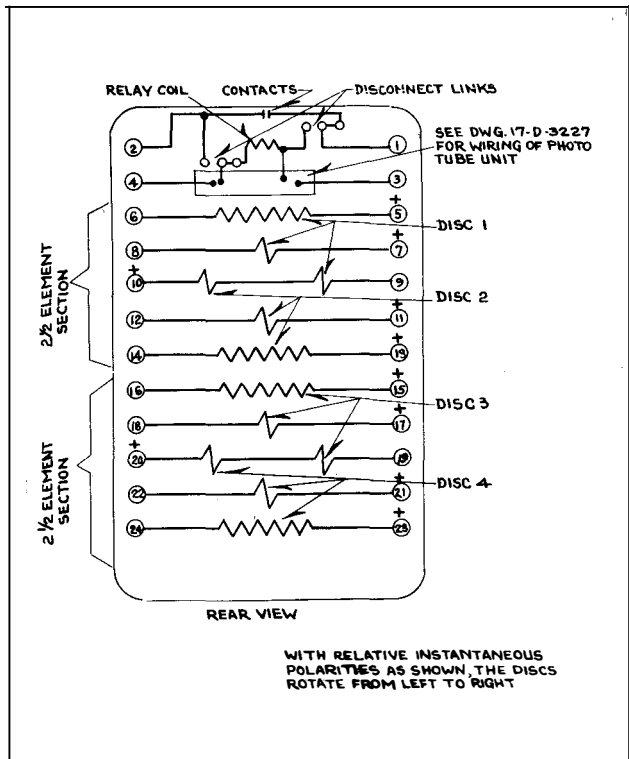 RELAY COIL CONTACTS DISCONNECT LINKS
SEE DWG. 17-D-3227
FOR WIRING OF PHOTO
TUBE UNIT
2 1
4 3
+
6 5
DISC 1
+
8 7
+
10 9
DISC 2
+
12 11
+
14 13
2½ ELEMENT
SECTION
+
16 15
DISC 3
+
18 17
+
20 19
DISC 4
+
22 21
+
24 23
2½ ELEMENT
SECTION
REAR VIEW
WITH RELATIVE INSTANTANEOUS
POLARITIES AS SHOWN, THE DISCS
ROTATE FROM LEFT TO RIGHT